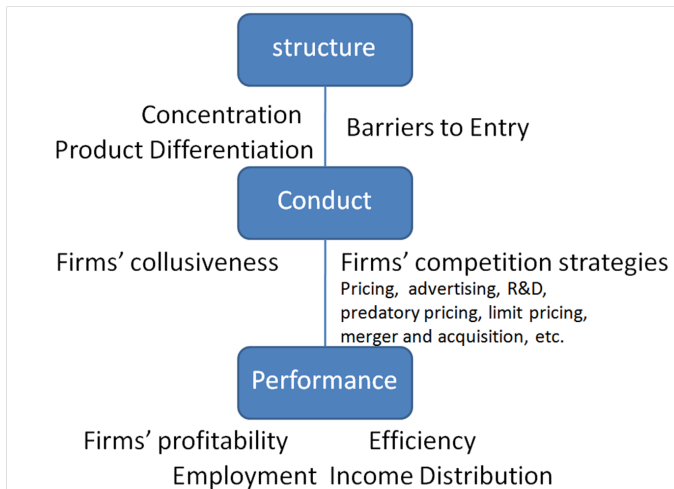 structure
Concentration
Barriers to Entry
Product Differentiation
Conduct
Firms' collusiveness
Firms' competition strategies
Pricing, advertising, R&D,
predatory pricing, limit pricing,
merger and acquisition, etc.
Performance
Firms' profitability
Efficiency
Employment
Income Distribution